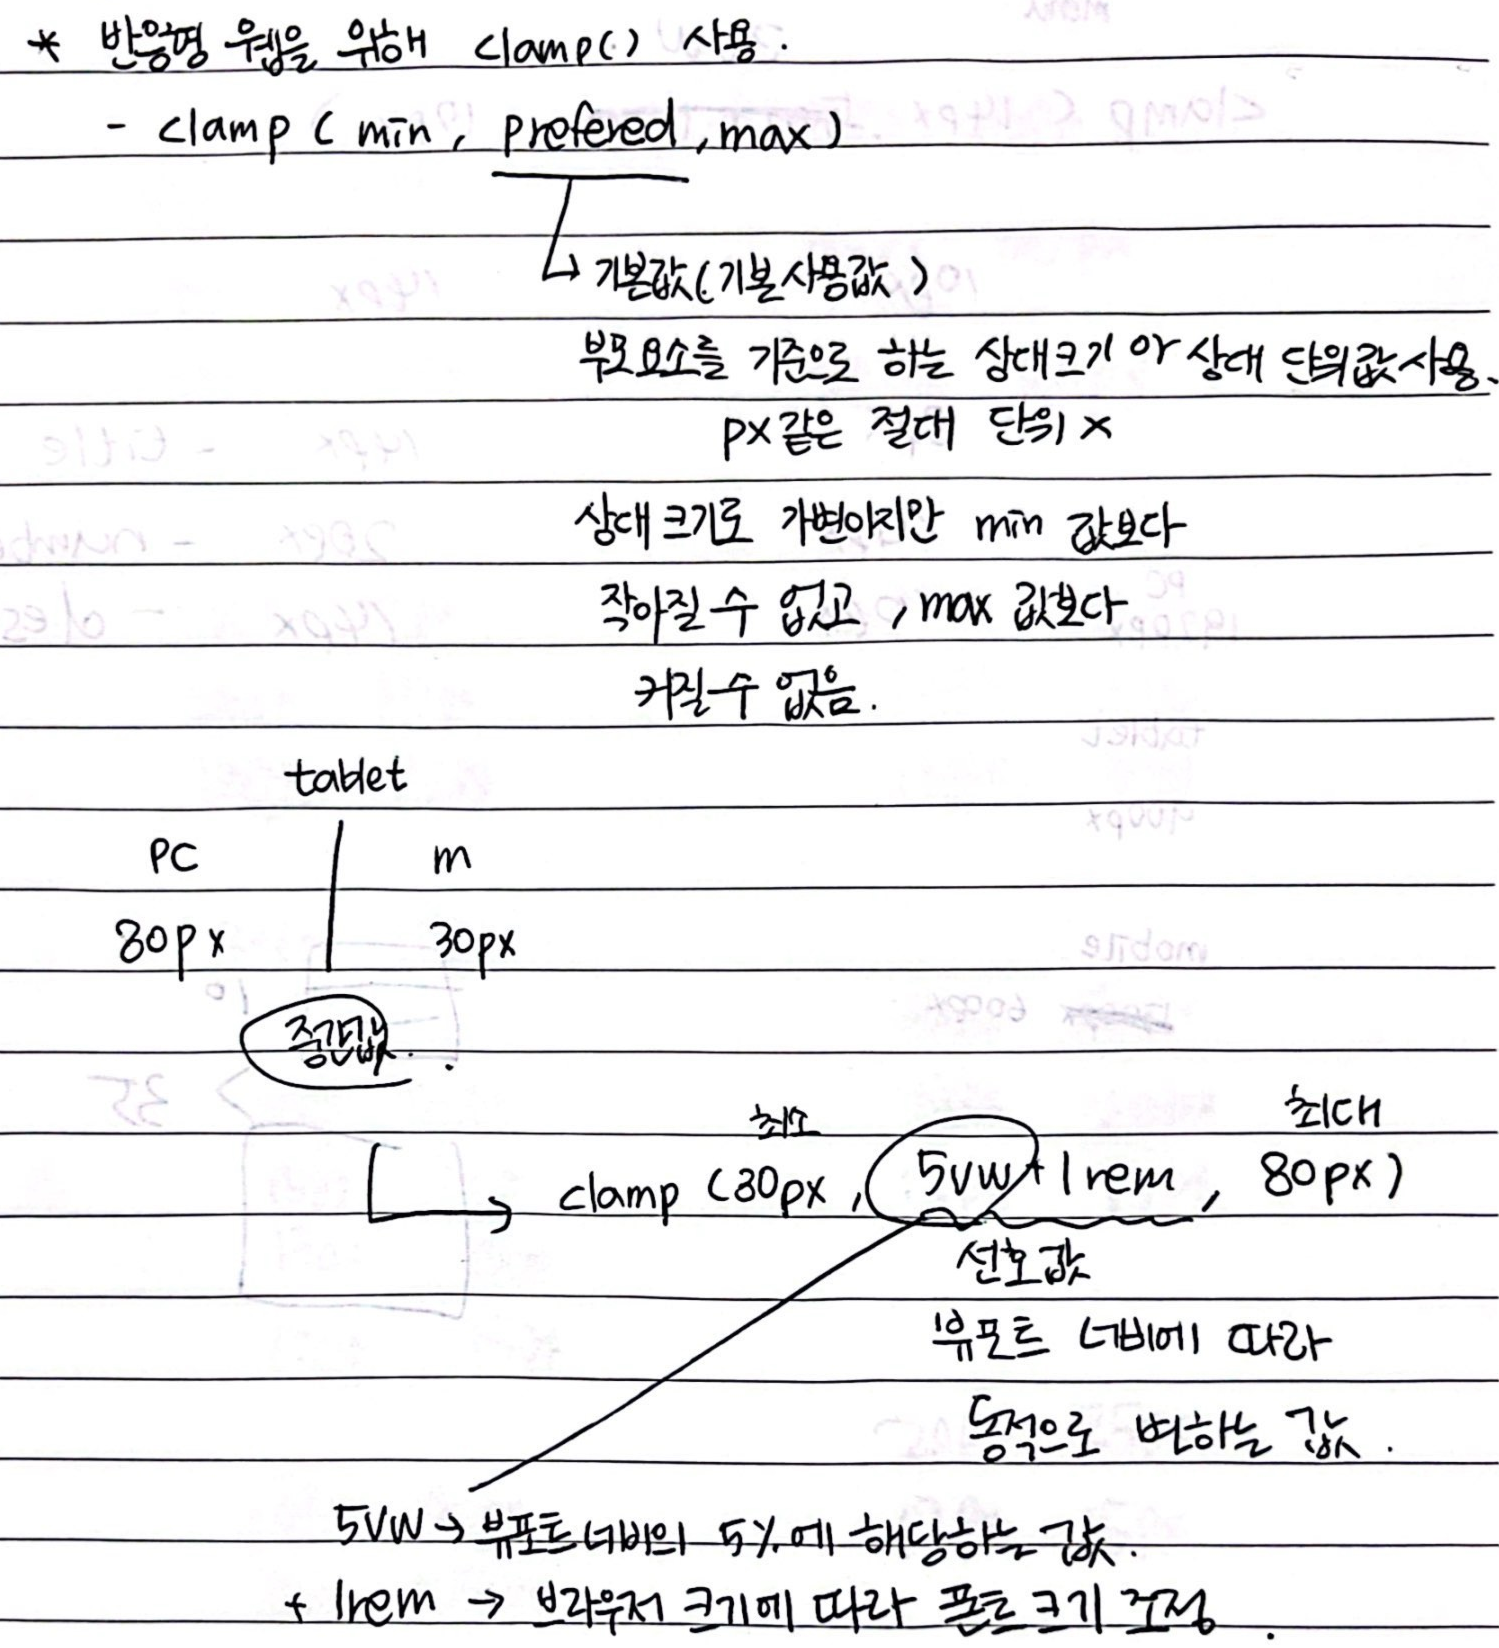 * 반응형 웹을 위해 clamp() 사용.
- clamp ( min, prefered, max)
↳ 기본값(기본사용값)
부모요소를 기준으로 하는 상대크기 or 상대 단위값 사용.
px 같은 절대 단위 x
상대 크기로 가변이지만 min 값보다
작아질 수 없고, max 값보다
커질 수 없음.
tablet
PC m
80px 30px
중간값.
최소 최대
→ clamp (30px, 5vw + 1rem, 80px)
선호값
뷰포트 너비에 따라
동적으로 변하는 값.
5vw → 뷰포트 너비의 5%에 해당하는 값.
+ 1rem → 브라우저 크기에 따라 폰트 크기 조정.